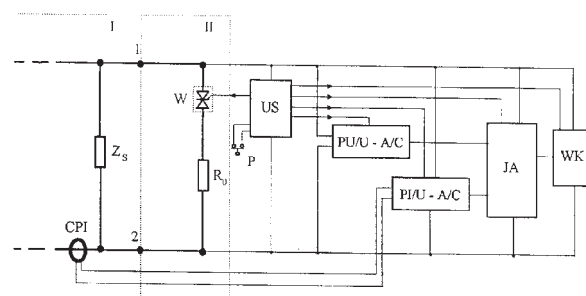 I
II
1
W
US
P
PU/U - A/C
PI/U - A/C
JA
WK
Z_S
R_0
CPI
2